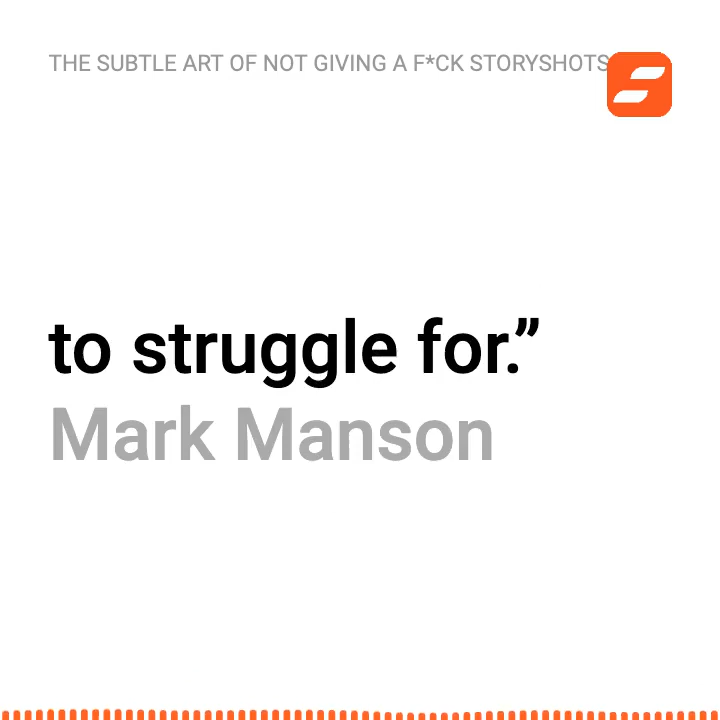 THE SUBTLE ART OF NOT GIVING A F*CK STORYSHOTS
to struggle for.”
Mark Manson